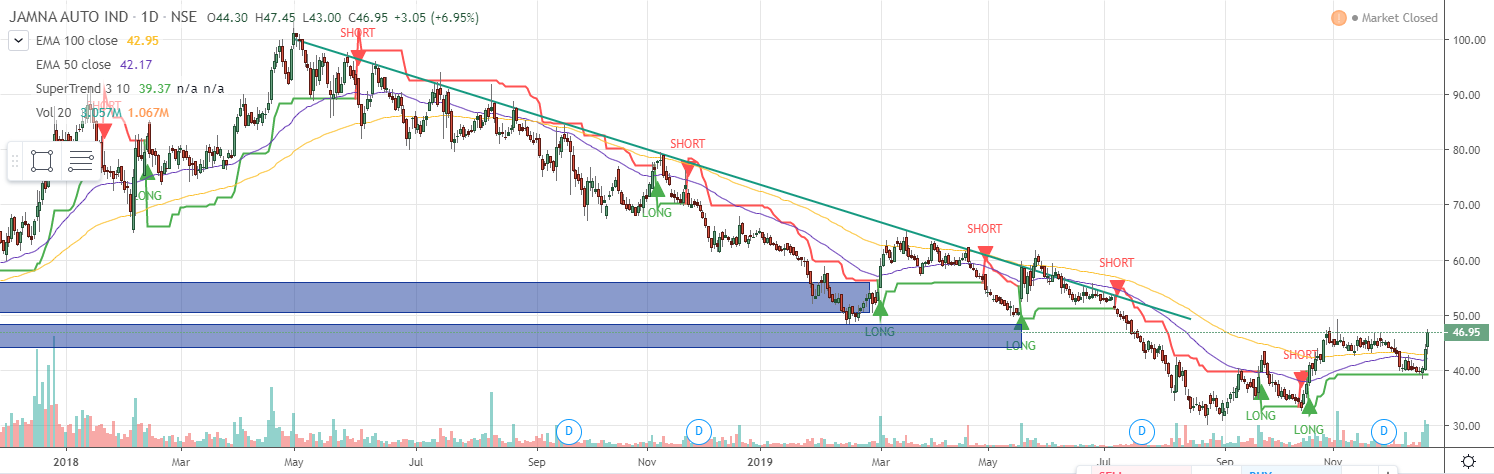 JAMNA AUTO IND · 1D · NSE O44.30 H47.45 L43.00 C46.95 +3.05 (+6.95%)
! Market Closed
EMA 100 close 42.95
EMA 50 close 42.17
SuperTrend 3 10 39.37 n/a n/a
Vol 20 3.057M 1.067M
SHORT
SHORT
LONG
SHORT
LONG
SHORT
LONG
SHORT
LONG
SHORT
LONG
SHORT
LONG
100.00
90.00
80.00
70.00
60.00
50.00
46.95
40.00
30.00
D
D
D
D
2018 Mar May Jul Sep Nov 2019 Mar May Jul Sep Nov
SELL BUY